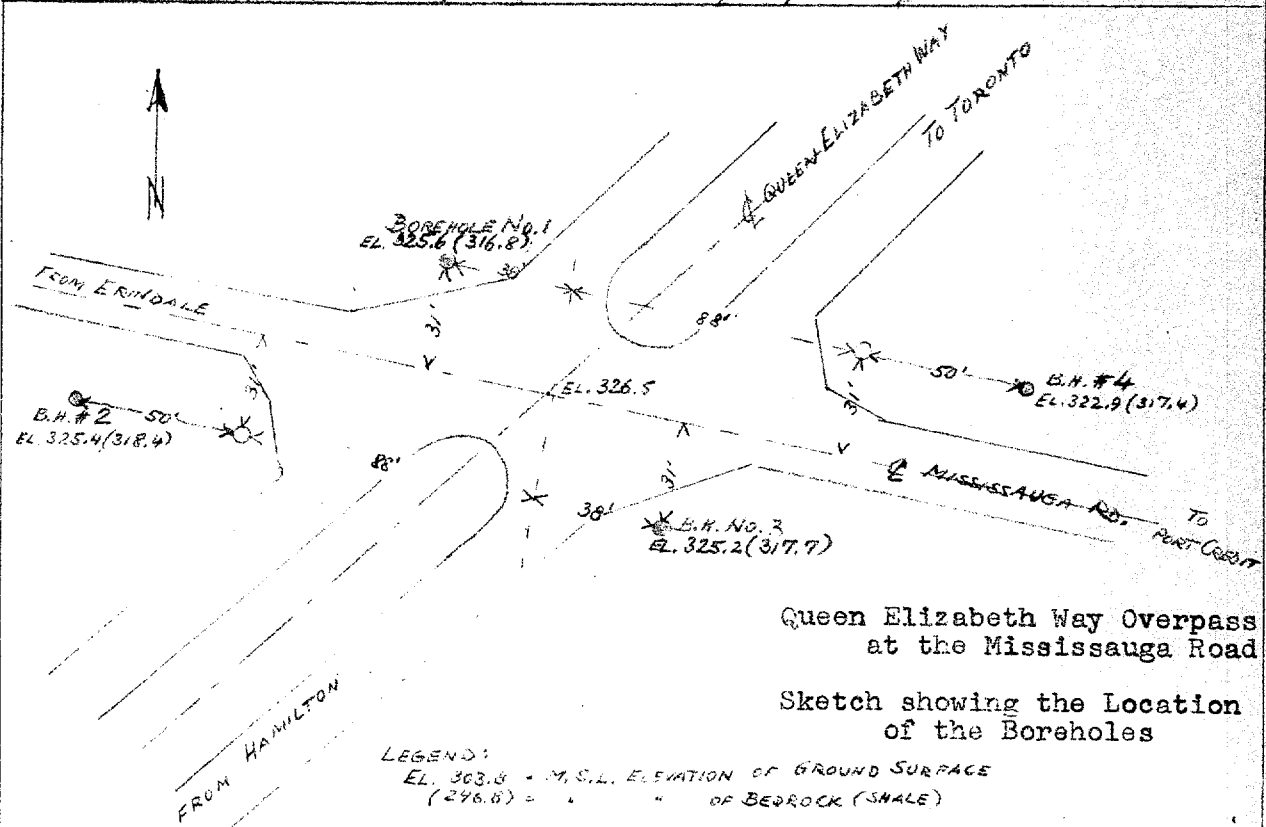 N
℄ QUEEN ELIZABETH WAY
TO TORONTO
BOREHOLE NO. 1
EL. 325.6 (316.8)
36'
FROM ERINDALE
31'
88'
EL. 326.5
31'
B.H. #2
50'
EL. 325.4 (318.4)
50'
B.H. #4
EL. 322.9 (317.4)
31'
88'
31'
38'
B.H. NO. 3
EL. 325.2 (317.7)
℄ MISSISSAUGA RD.
TO
PORT CREDIT
FROM HAMILTON
Queen Elizabeth Way Overpass
at the Mississauga Road
Sketch showing the Location
of the Boreholes
LEGEND:
EL. 303.8 = M.S.L. ELEVATION OF GROUND SURFACE
(296.8) = " " OF BEDROCK (SHALE)